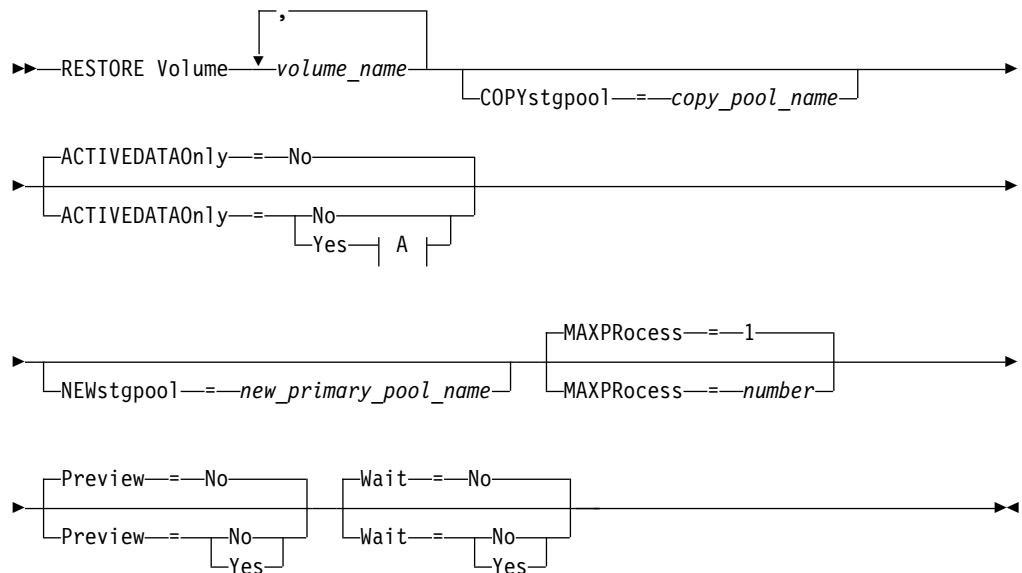 ,
RESTORE Volume volume_name
COPYstgpool = copy_pool_name
ACTIVEDATAOnly = No
ACTIVEDATAOnly = No
Yes A
NEWstgpool = new_primary_pool_name
MAXPRocess = 1
MAXPRocess = number
Preview = No
Preview = No
Yes
Wait = No
Wait = No
Yes